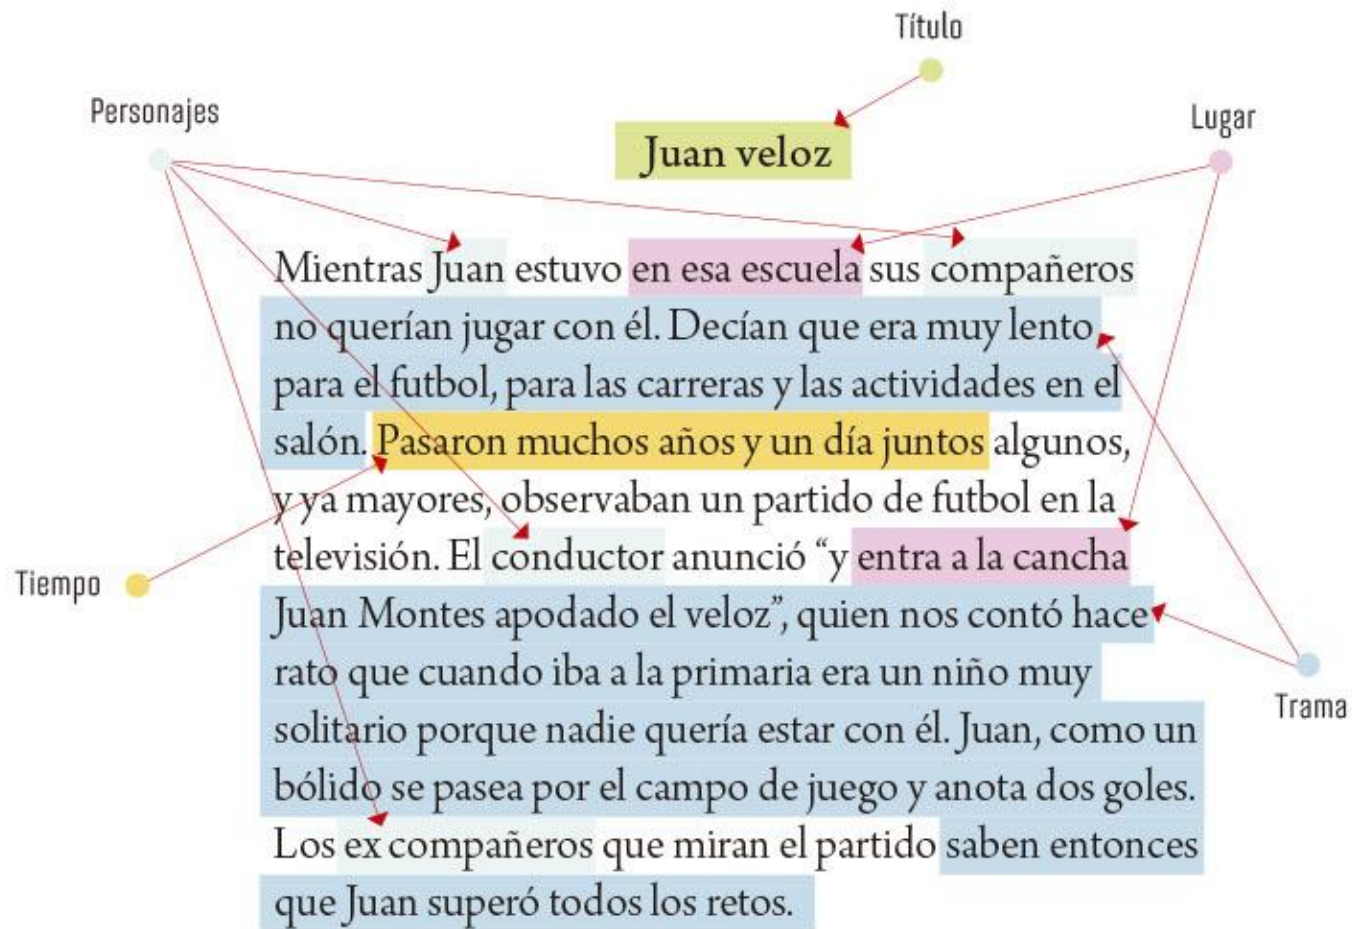 Título
Personajes
Lugar
Juan veloz
Mientras Juan estuvo en esa escuela sus compañeros
no querían jugar con él. Decían que era muy lento
para el futbol, para las carreras y las actividades en el
salón. Pasaron muchos años y un día juntos algunos,
y ya mayores, observaban un partido de futbol en la
televisión. El conductor anunció “y entra a la cancha
Juan Montes apodado el veloz”, quien nos contó hace
rato que cuando iba a la primaria era un niño muy
solitario porque nadie quería estar con él. Juan, como un
bólido se pasea por el campo de juego y anota dos goles.
Los ex compañeros que miran el partido saben entonces
que Juan superó todos los retos.
Tiempo
Trama